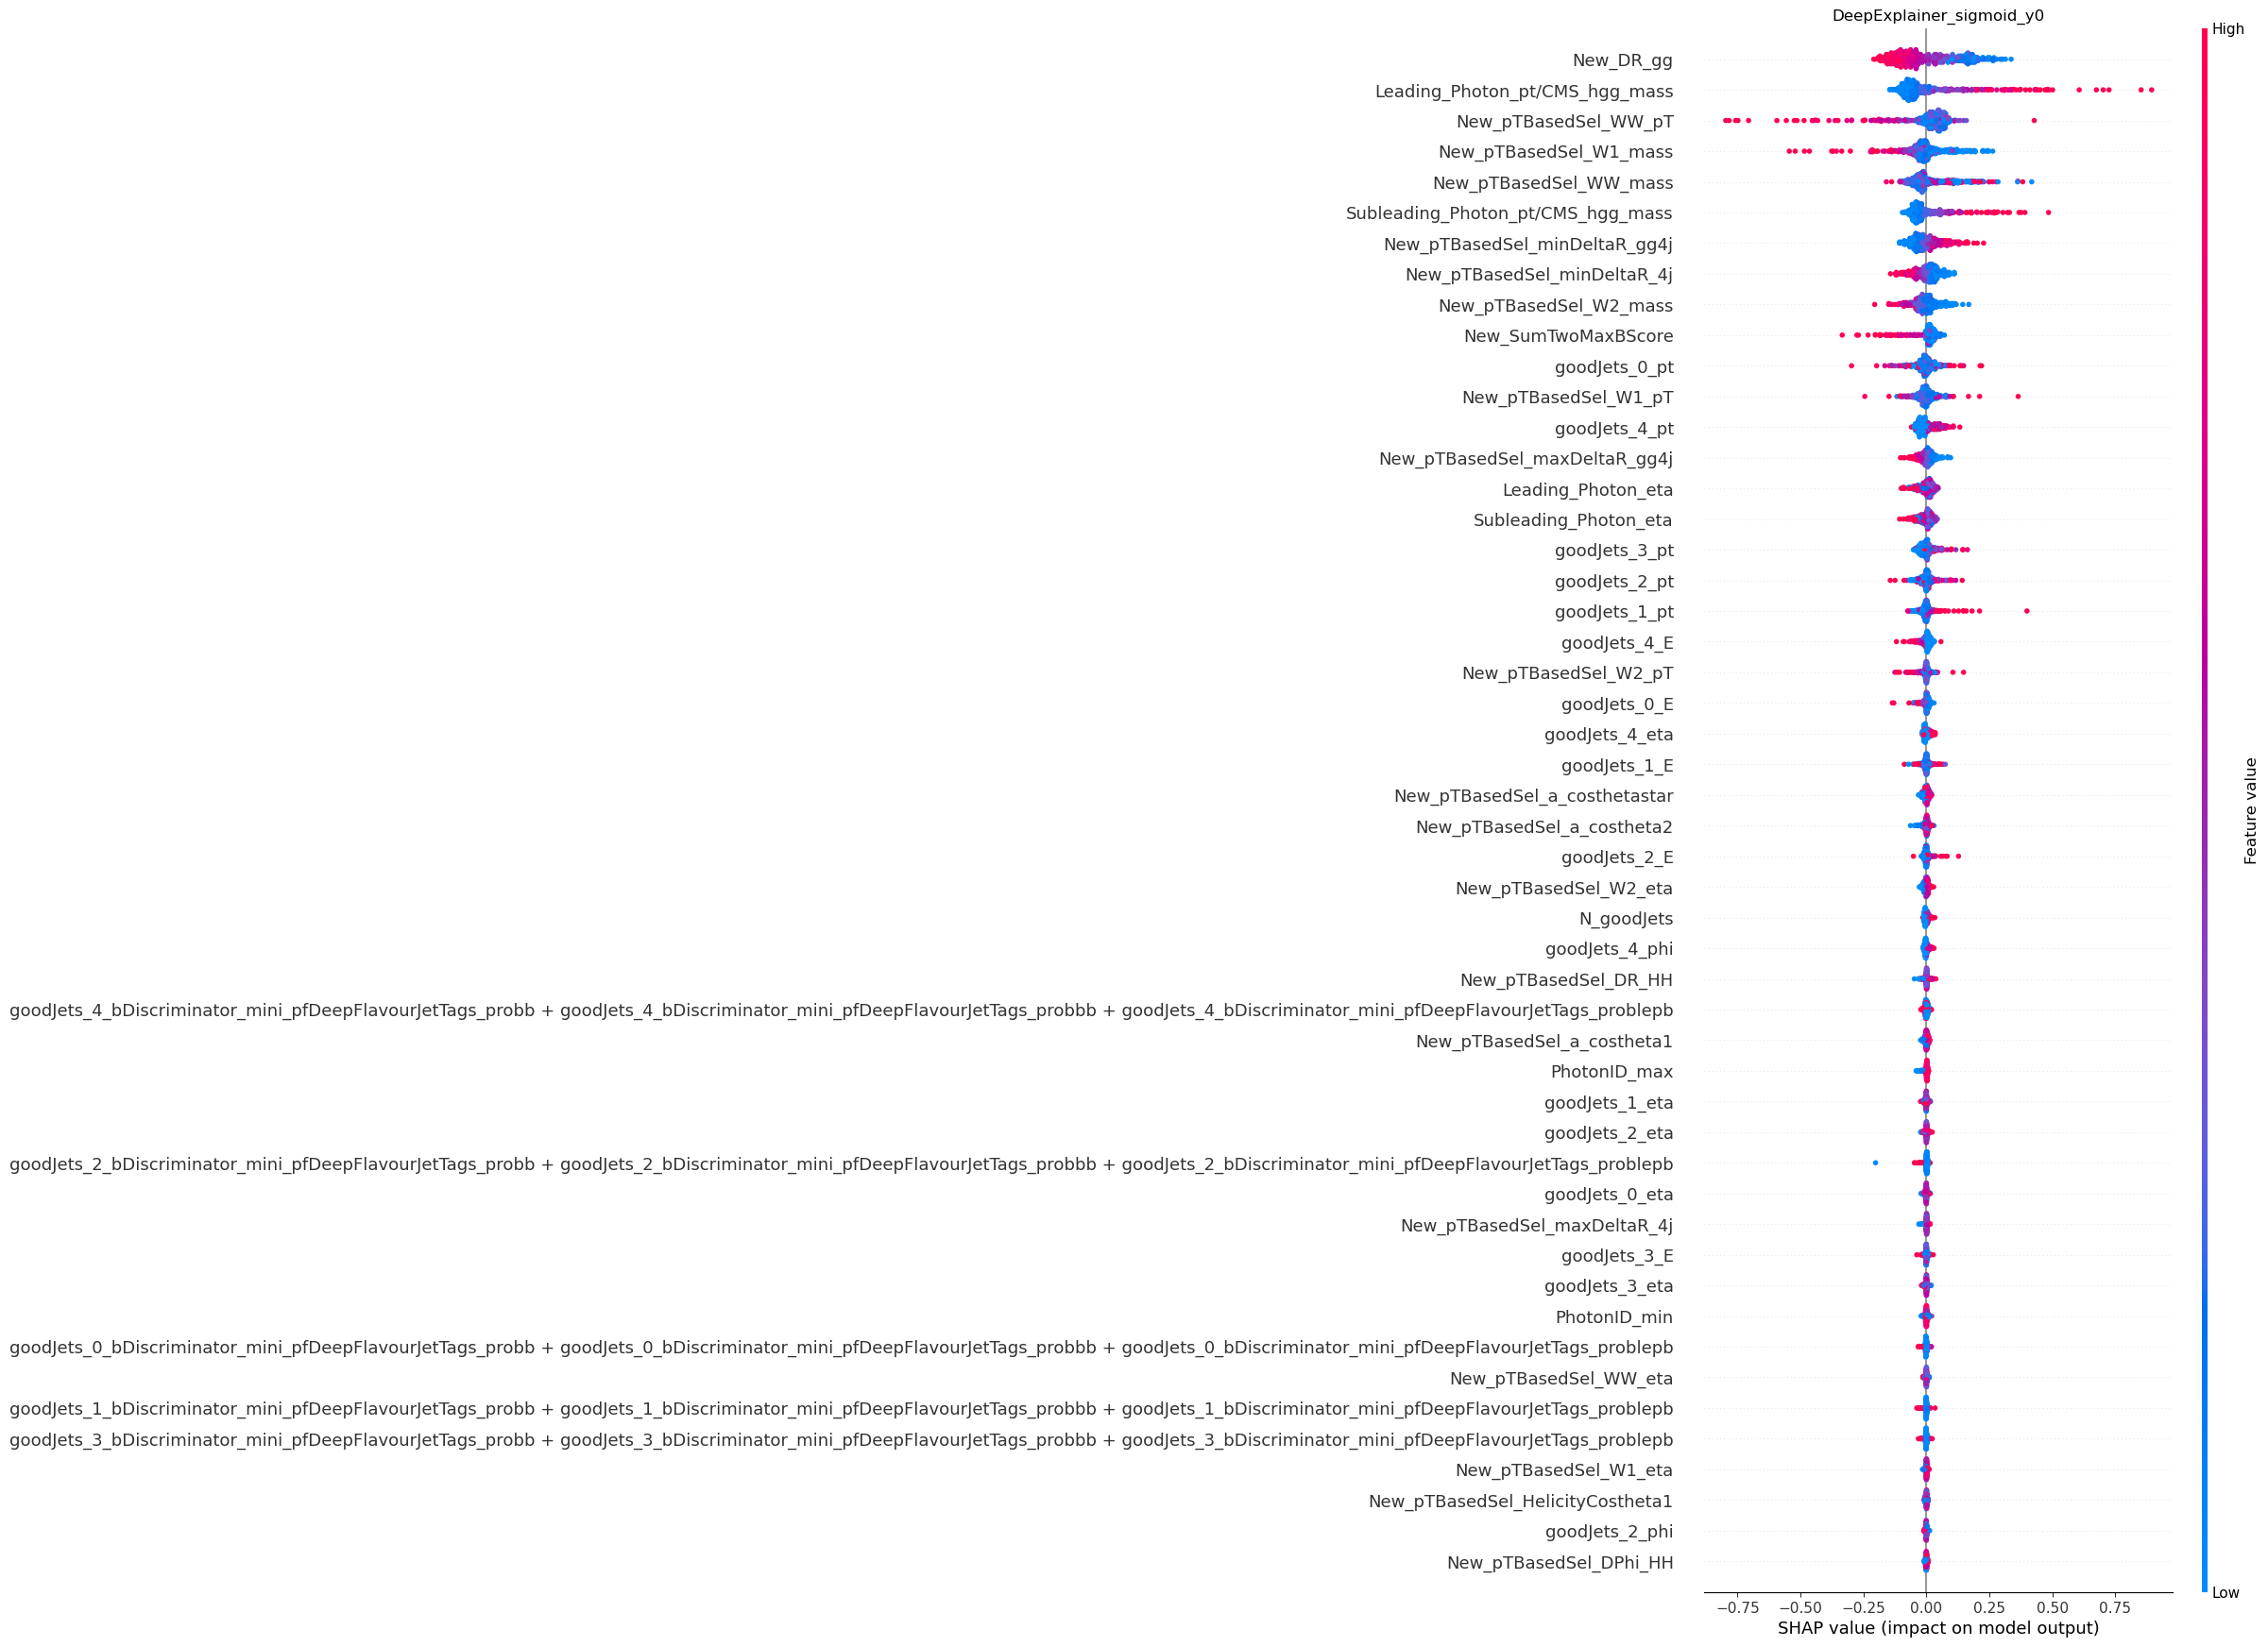 DeepExplainer_sigmoid_y0
High
New_DR_gg
Leading_Photon_pt/CMS_hgg_mass
New_pTBasedSel_WW_pT
New_pTBasedSel_W1_mass
New_pTBasedSel_WW_mass
Subleading_Photon_pt/CMS_hgg_mass
New_pTBasedSel_minDeltaR_gg4j
New_pTBasedSel_minDeltaR_4j
New_pTBasedSel_W2_mass
New_SumTwoMaxBScore
goodJets_0_pt
New_pTBasedSel_W1_pT
goodJets_4_pt
New_pTBasedSel_maxDeltaR_gg4j
Leading_Photon_eta
Subleading_Photon_eta
goodJets_3_pt
goodJets_2_pt
goodJets_1_pt
goodJets_4_E
New_pTBasedSel_W2_pT
goodJets_0_E
goodJets_4_eta
goodJets_1_E
New_pTBasedSel_a_costhetastar
New_pTBasedSel_a_costheta2
goodJets_2_E
New_pTBasedSel_W2_eta
N_goodJets
goodJets_4_phi
New_pTBasedSel_DR_HH
goodJets_4_bDiscriminator_mini_pfDeepFlavourJetTags_probb + goodJets_4_bDiscriminator_mini_pfDeepFlavourJetTags_probbb + goodJets_4_bDiscriminator_mini_pfDeepFlavourJetTags_problepb
New_pTBasedSel_a_costheta1
PhotonID_max
goodJets_1_eta
goodJets_2_eta
goodJets_2_bDiscriminator_mini_pfDeepFlavourJetTags_probb + goodJets_2_bDiscriminator_mini_pfDeepFlavourJetTags_probbb + goodJets_2_bDiscriminator_mini_pfDeepFlavourJetTags_problepb
goodJets_0_eta
New_pTBasedSel_maxDeltaR_4j
goodJets_3_E
goodJets_3_eta
PhotonID_min
goodJets_0_bDiscriminator_mini_pfDeepFlavourJetTags_probb + goodJets_0_bDiscriminator_mini_pfDeepFlavourJetTags_probbb + goodJets_0_bDiscriminator_mini_pfDeepFlavourJetTags_problepb
New_pTBasedSel_WW_eta
goodJets_1_bDiscriminator_mini_pfDeepFlavourJetTags_probb + goodJets_1_bDiscriminator_mini_pfDeepFlavourJetTags_probbb + goodJets_1_bDiscriminator_mini_pfDeepFlavourJetTags_problepb
goodJets_3_bDiscriminator_mini_pfDeepFlavourJetTags_probb + goodJets_3_bDiscriminator_mini_pfDeepFlavourJetTags_probbb + goodJets_3_bDiscriminator_mini_pfDeepFlavourJetTags_problepb
New_pTBasedSel_W1_eta
New_pTBasedSel_HelicityCostheta1
goodJets_2_phi
New_pTBasedSel_DPhi_HH
−0.75 −0.50 −0.25 0.00 0.25 0.50 0.75
SHAP value (impact on model output)
Feature value
Low